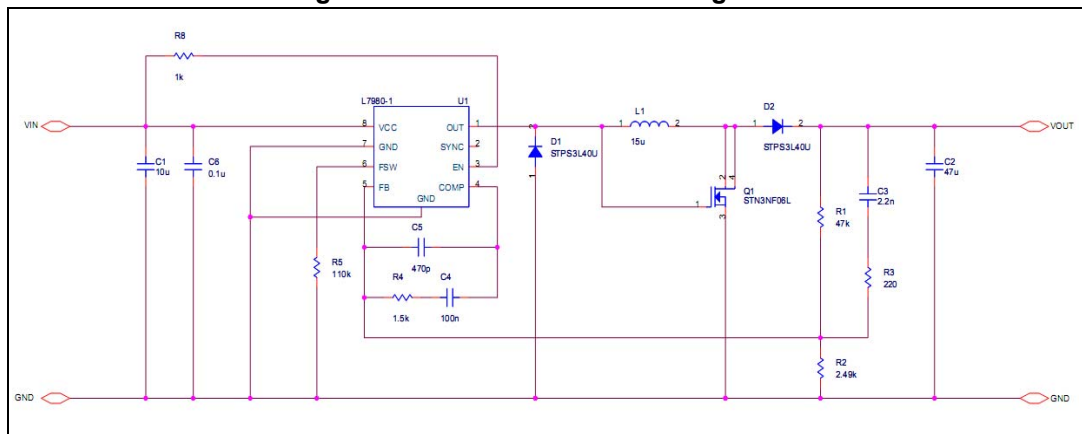 R8
1k
L7980-1 U1
VIN
8 VCC OUT 1
7 GND SYNC 2
6 FSW EN 3
5 FB COMP 4
GND
C1
10u
C6
0.1u
R5
110k
C5
470p
R4 C4
1.5k 100n
2
D1
STPS3L40U
1
L1
1 2
15u
D2
1 2
STPS3L40U
VOUT
2 4
Q1
STN3NF06L
1
3
R1
47k
C3
2.2n
R3
220
C2
47u
R2
2.49k
GND
GND